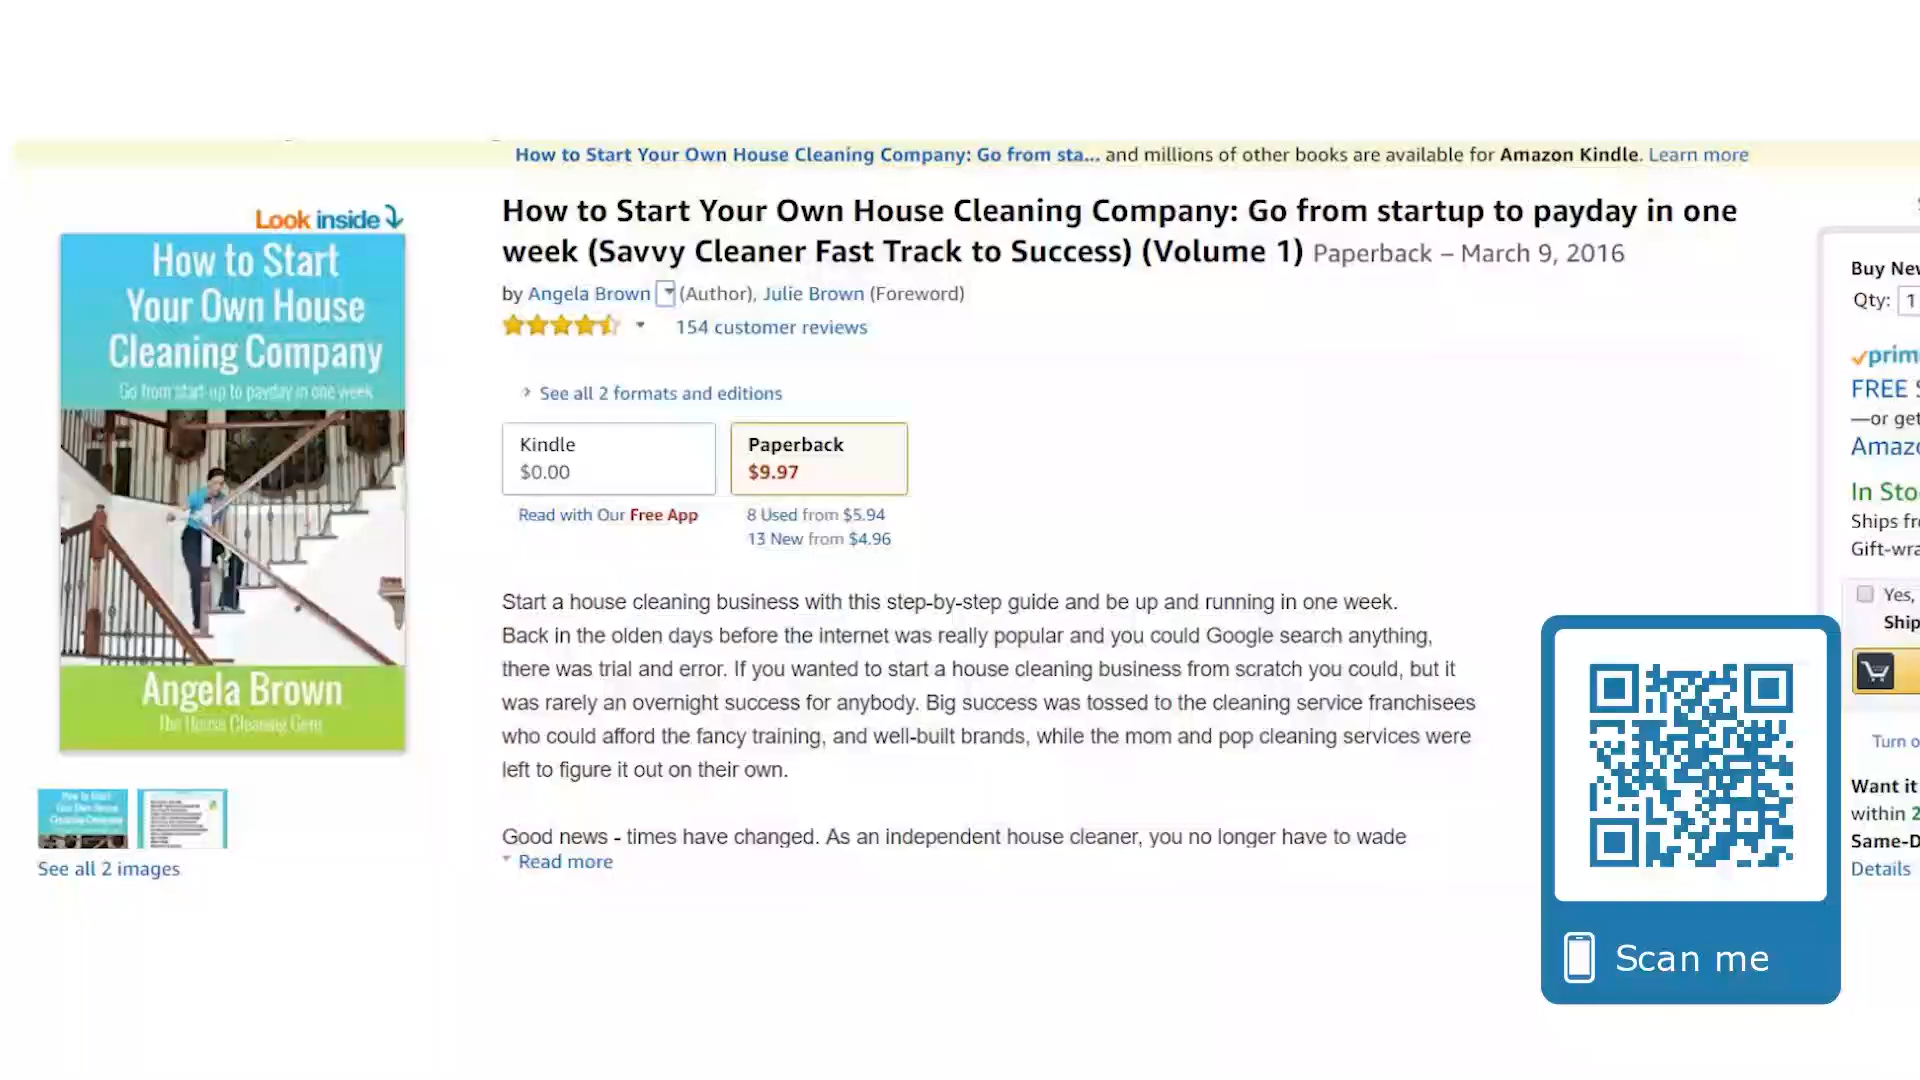 How to Start Your Own House Cleaning Company: Go from sta... and millions of other books are available for Amazon Kindle. Learn more
Look inside
How to Start
Your Own House
Cleaning Company
Go from start-up to payday in one week
Angela Brown
The House Cleaning Guru
See all 2 images
How to Start Your Own House Cleaning Company: Go from startup to payday in one
week (Savvy Cleaner Fast Track to Success) (Volume 1) Paperback – March 9, 2016
by Angela Brown (Author), Julie Brown (Foreword)
154 customer reviews
See all 2 formats and editions
Kindle
$0.00
Read with Our Free App
Paperback
$9.97
8 Used from $5.94
13 New from $4.96
Start a house cleaning business with this step-by-step guide and be up and running in one week.
Back in the olden days before the internet was really popular and you could Google search anything,
there was trial and error. If you wanted to start a house cleaning business from scratch you could, but it
was rarely an overnight success for anybody. Big success was tossed to the cleaning service franchisees
who could afford the fancy training, and well-built brands, while the mom and pop cleaning services were
left to figure it out on their own.
Good news - times have changed. As an independent house cleaner, you no longer have to wade
Read more
Buy New
Qty: 1
prim
FREE S
—or get
Amazo
In Sto
Ships fro
Gift-wra
Yes,
Ship
Turn o
Want it
within 2
Same-D
Details
Scan me